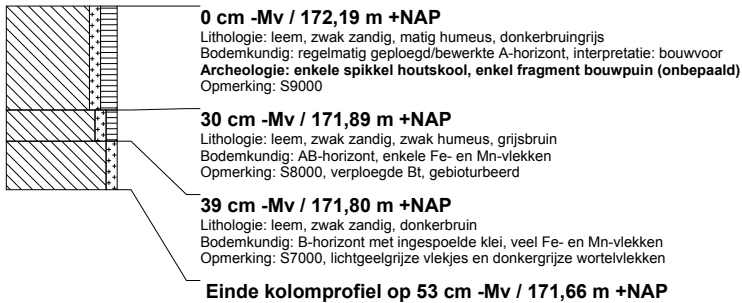 0 cm -Mv / 172,19 m +NAP
Lithologie: leem, zwak zandig, matig humeus, donkerbruingrijs
Bodemkundig: regelmatig geploegd/bewerkte A-horizont, interpretatie: bouwvoor
Archeologie: enkele spikkel houtskool, enkel fragment bouwpuin (onbepaald)
Opmerking: S9000
30 cm -Mv / 171,89 m +NAP
Lithologie: leem, zwak zandig, zwak humeus, grijsbruin
Bodemkundig: AB-horizont, enkele Fe- en Mn-vlekken
Opmerking: S8000, verploegde Bt, gebioturbeerd
39 cm -Mv / 171,80 m +NAP
Lithologie: leem, zwak zandig, donkerbruin
Bodemkundig: B-horizont met ingespoelde klei, veel Fe- en Mn-vlekken
Opmerking: S7000, lichtgeelgrijze vlekjes en donkergrijze wortelvlekken
Einde kolomprofiel op 53 cm -Mv / 171,66 m +NAP